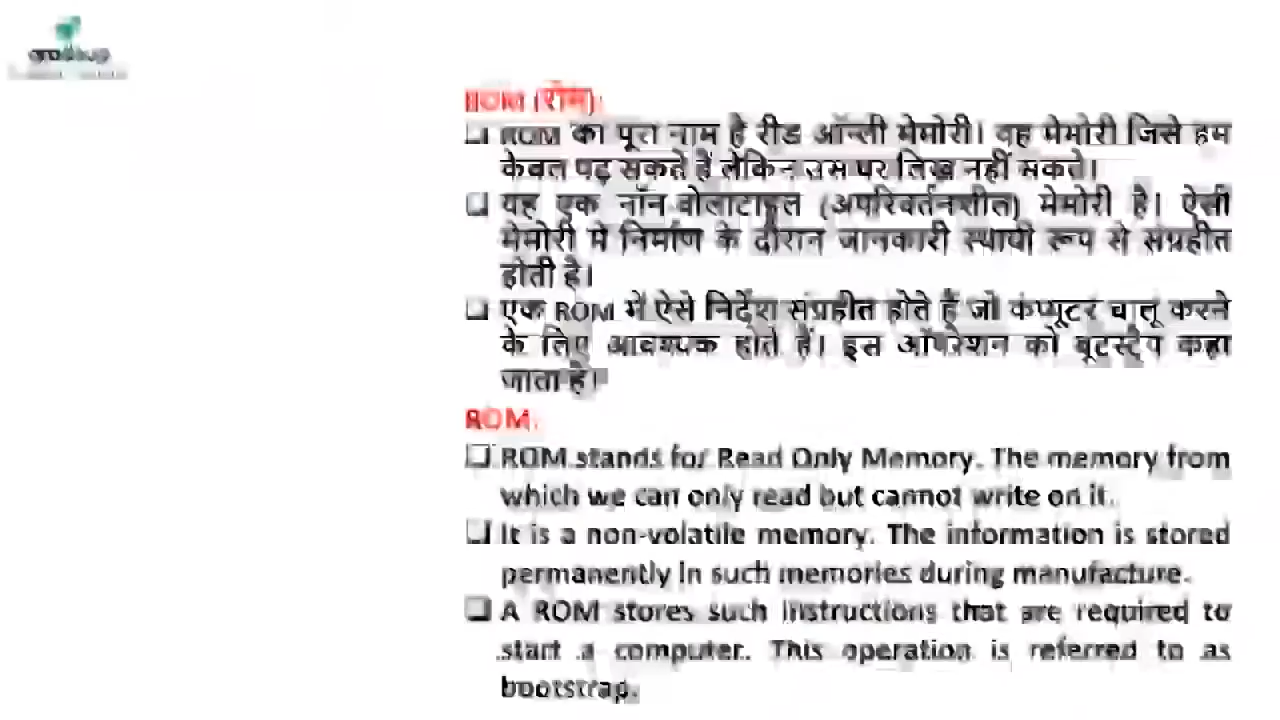 gradeup
ROM (रोम):
❑ ROM का पूरा नाम है रीड ऑन्ली मेमोरी। वह मेमोरी जिसे हम
केवल पढ़ सकते हैं लेकिन उस पर लिख नहीं सकते।
❑ यह एक नॉन-वोलाटाइल (अपरिवर्तनशील) मेमोरी है। ऐसी
मेमोरी में निर्माण के दौरान जानकारी स्थायी रूप से संग्रहीत
होती है।
❑ एक ROM में ऐसे निर्देश संग्रहीत होते हैं जो कंप्यूटर चालू करने
के लिए आवश्यक होते हैं। इस ऑपरेशन को बूटस्ट्रैप कहा
जाता है।
ROM:
❑ ROM stands for Read Only Memory. The memory from
which we can only read but cannot write on it.
❑ It is a non-volatile memory. The information is stored
permanently in such memories during manufacture.
❑ A ROM stores such instructions that are required to
start a computer. This operation is referred to as
bootstrap.